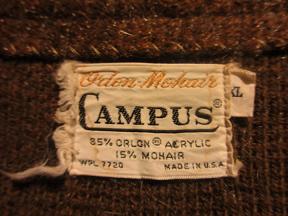 Orlon-Mohair
XL
CAMPUS®
85% ORLON® ACRYLIC
15% MOHAIR
WPL 7720 MADE IN U.S.A.